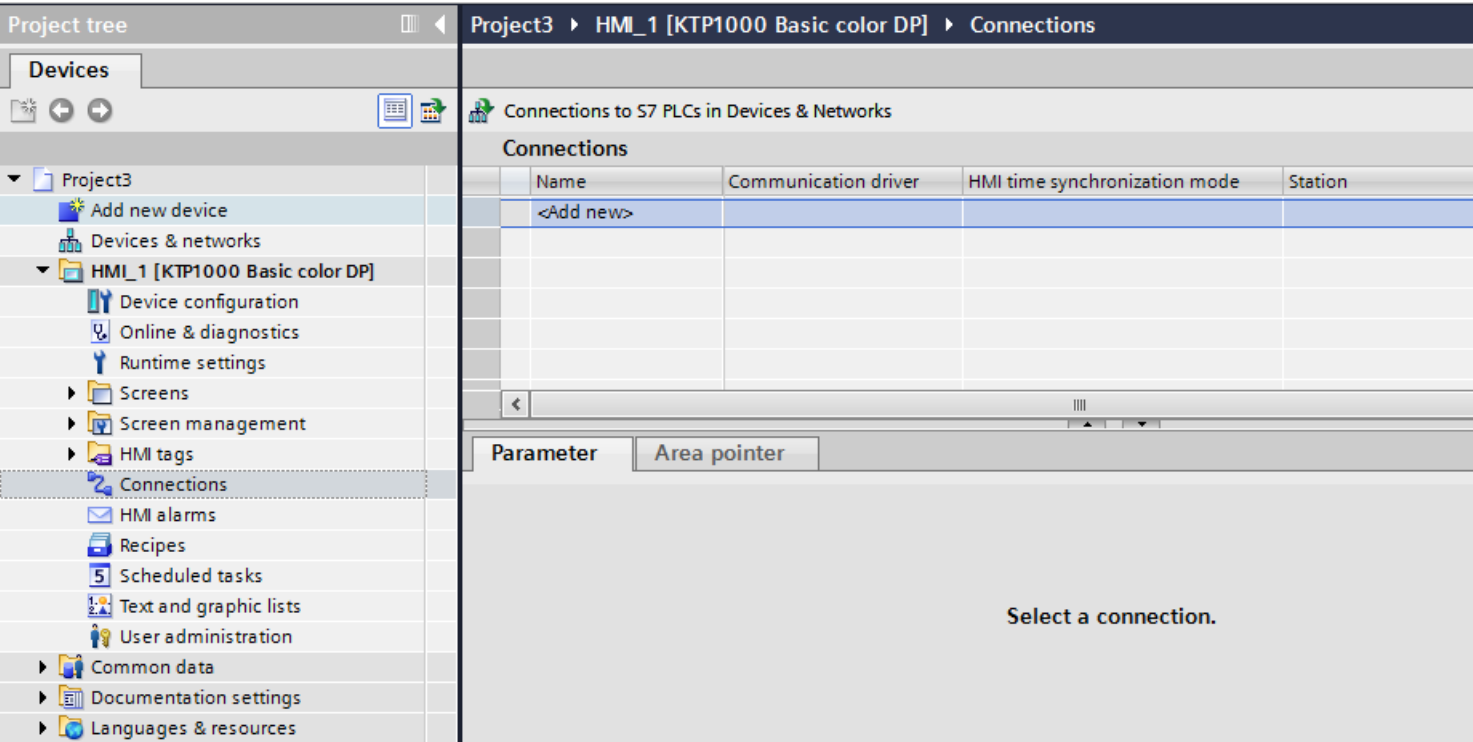 Project tree
Devices
Project3
Add new device
Devices & networks
HMI_1 [KTP1000 Basic color DP]
Device configuration
Online & diagnostics
Runtime settings
Screens
Screen management
HMI tags
Connections
HMI alarms
Recipes
5 Scheduled tasks
Text and graphic lists
User administration
Common data
Documentation settings
Languages & resources
Project3 HMI_1 [KTP1000 Basic color DP] Connections
Connections to S7 PLCs in Devices & Networks
Connections
Name Communication driver HMI time synchronization mode Station
<Add new>
Parameter Area pointer
Select a connection.